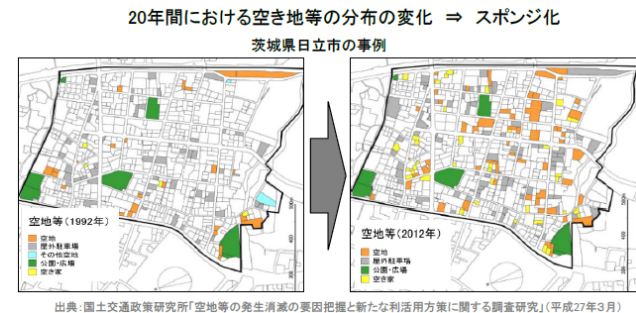 20年間における空き地等の分布の変化 ⇒ スポンジ化
茨城県日立市の事例
空地等(1992年)
空地
屋外駐車場
その他空地
公園・広場
空き家
空地等(2012年)
空地
屋外駐車場
公園・広場
空き家
出典:国土交通政策研究所「空地等の発生消滅の要因把握と新たな利活用方策に関する調査研究」(平成27年3月)